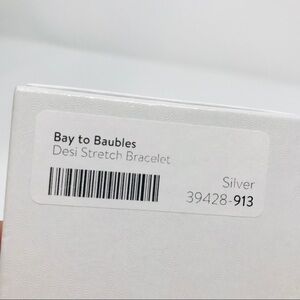 Bay to Baubles
Desi Stretch Bracelet
Silver
39428-913